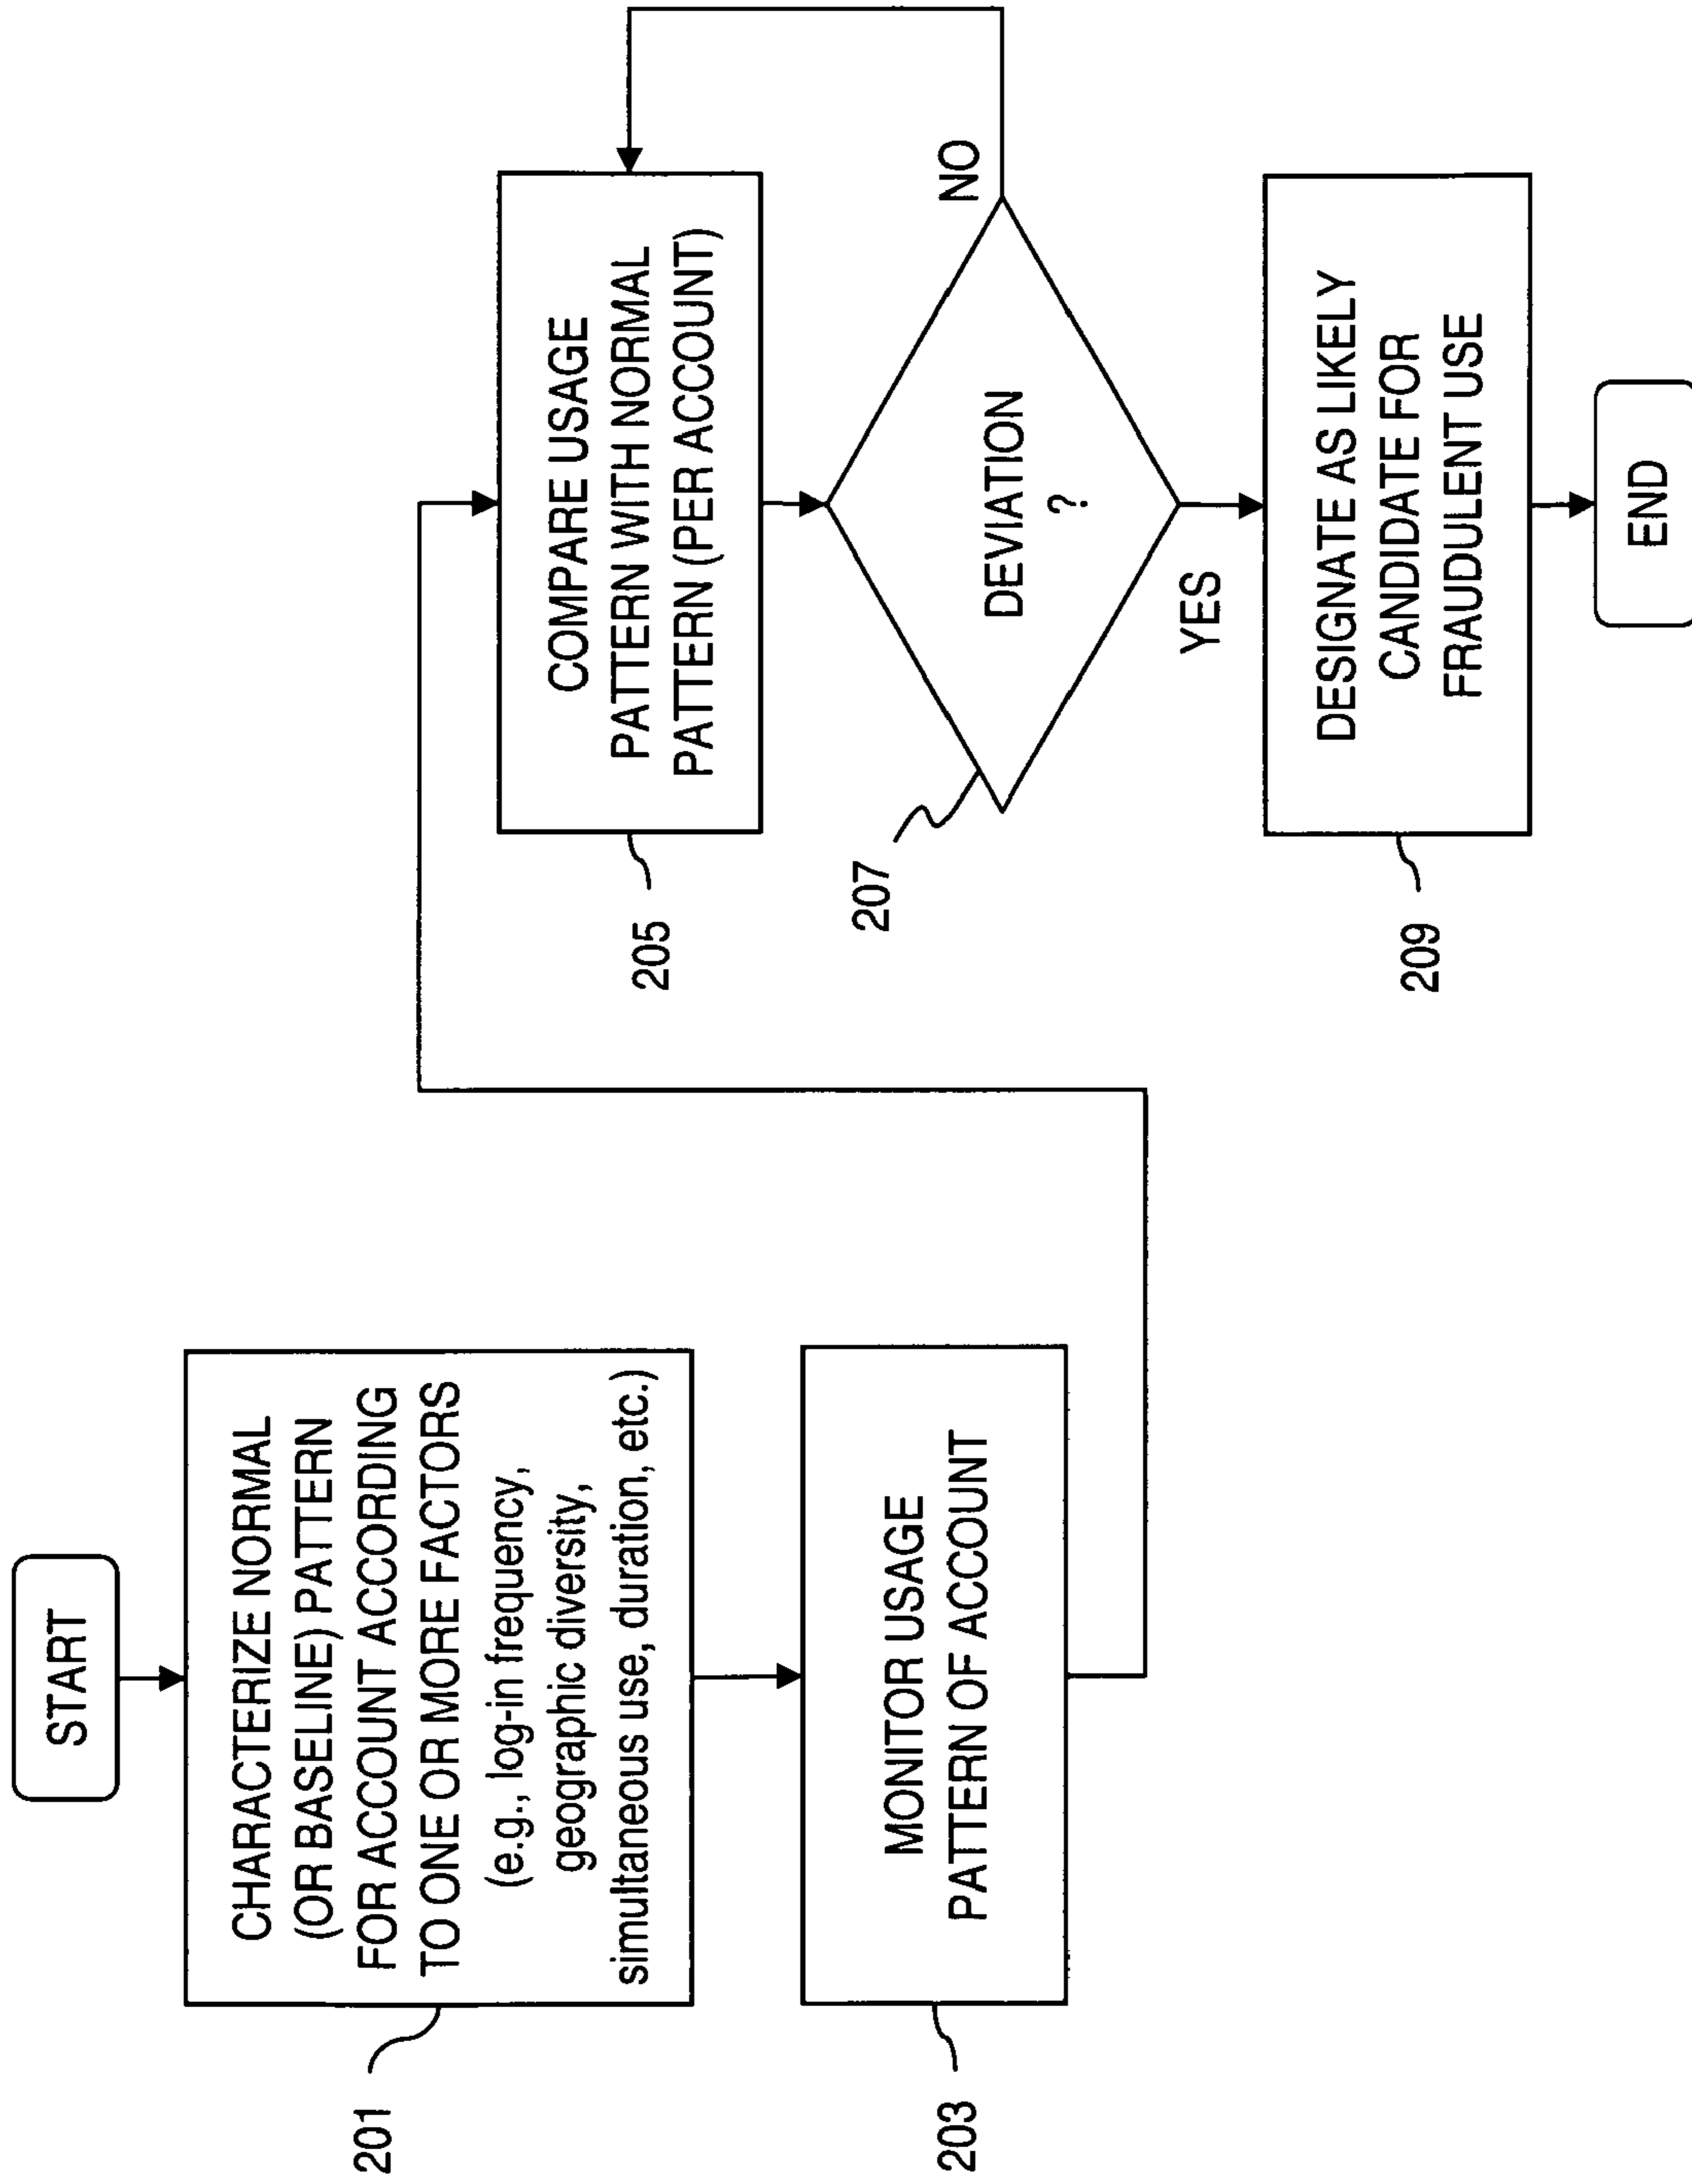 START
CHARACTERIZE NORMAL
(OR BASELINE) PATTERN
FOR ACCOUNT ACCORDING
TO ONE OR MORE FACTORS
(e.g., log-in frequency,
geographic diversity,
simultaneous use, duration, etc.)
201
MONITOR USAGE
PATTERN OF ACCOUNT
203
COMPARE USAGE
PATTERN WITH NORMAL
PATTERN (PER ACCOUNT)
205
DEVIATION
?
207
NO
YES
DESIGNATE AS LIKELY
CANDIDATE FOR
FRAUDULENT USE
209
END